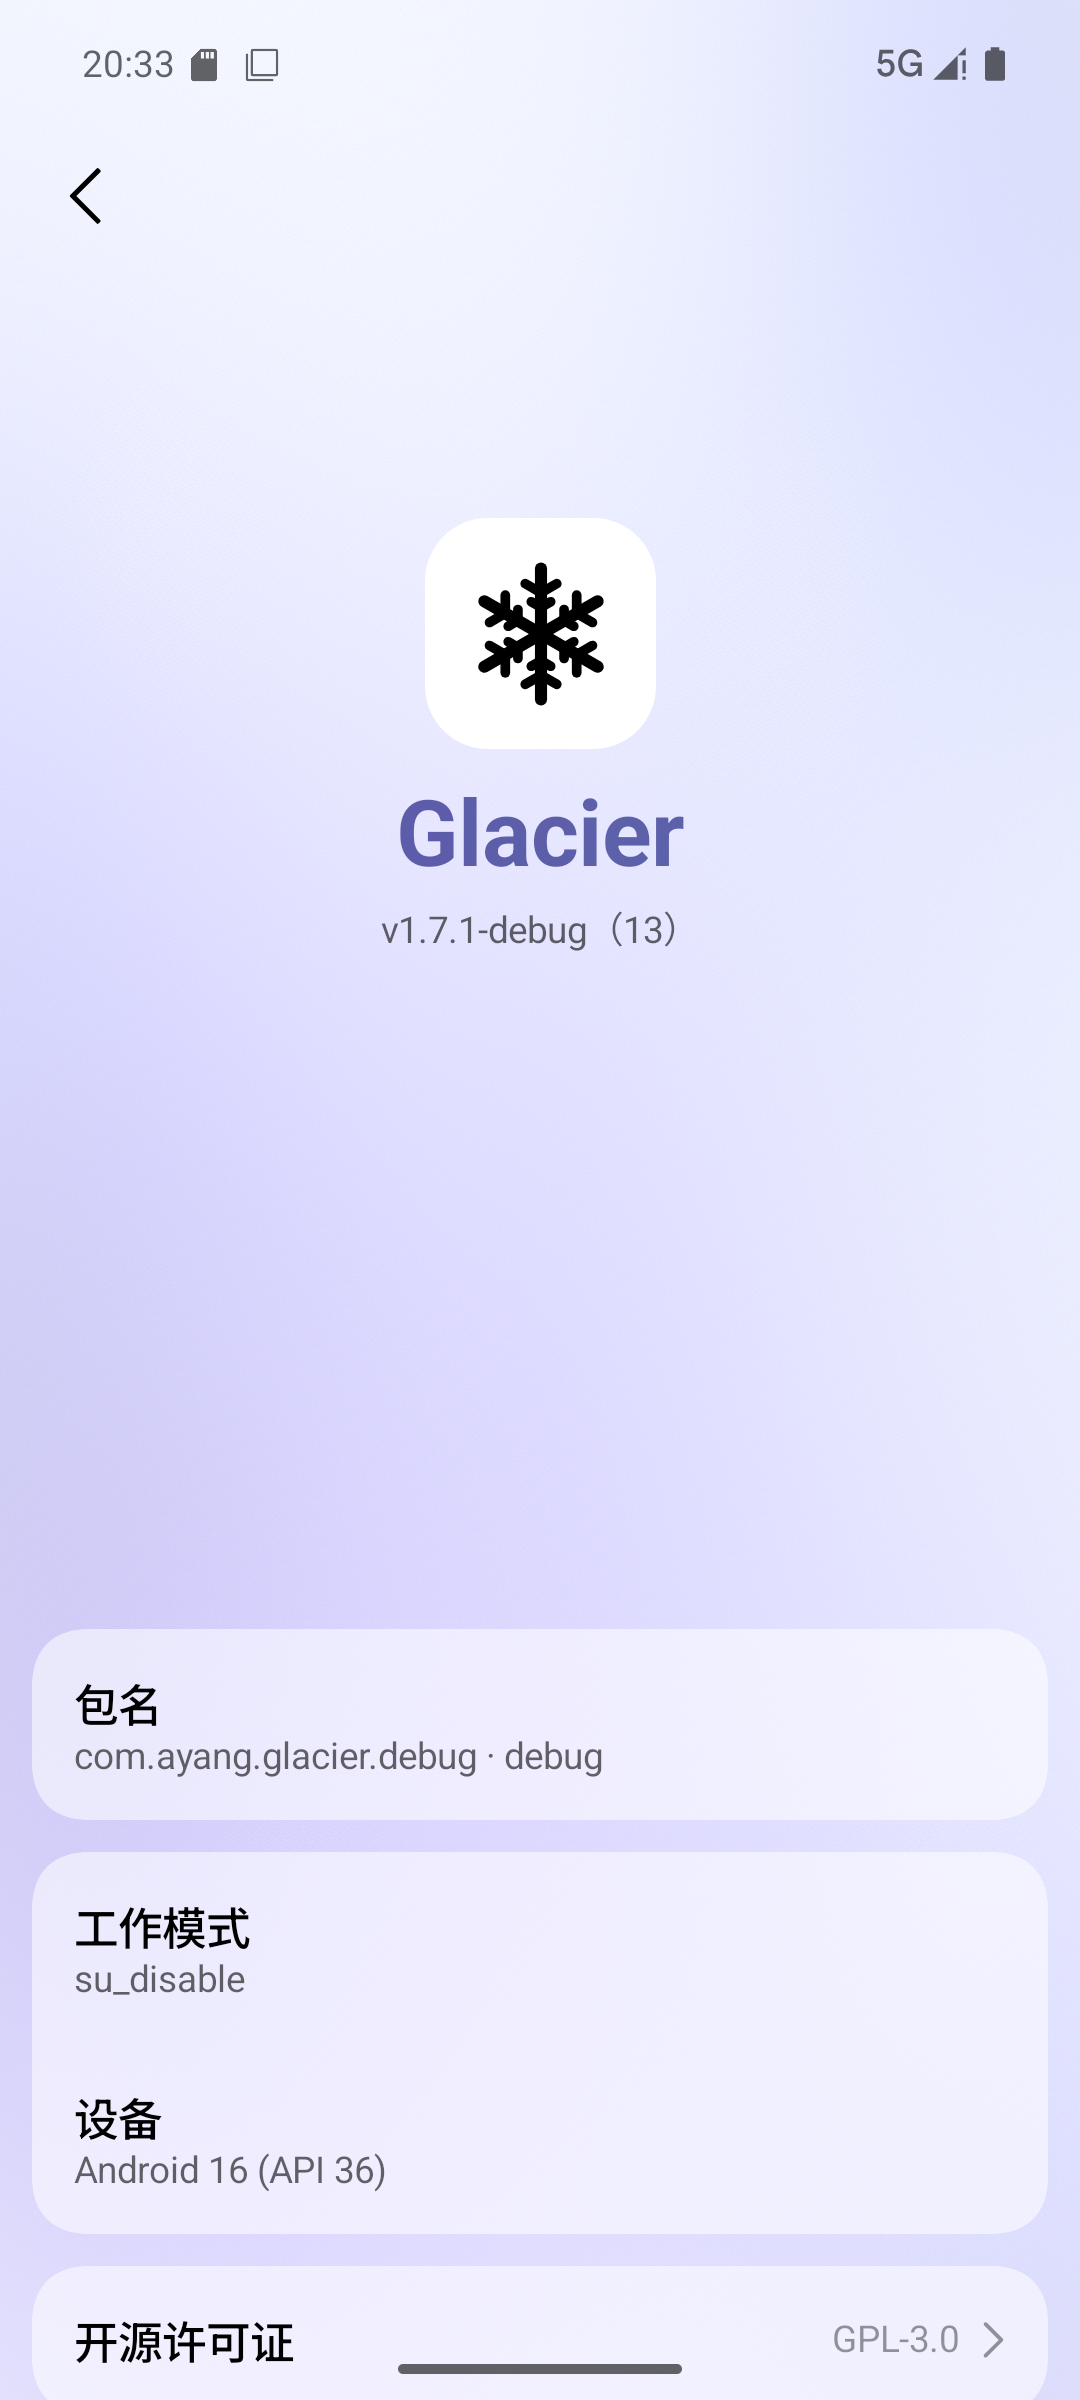 20:33
5G
Glacier
v1.7.1-debug（13）
包名
com.ayang.glacier.debug · debug
工作模式
su_disable
设备
Android 16 (API 36)
开源许可证
GPL-3.0